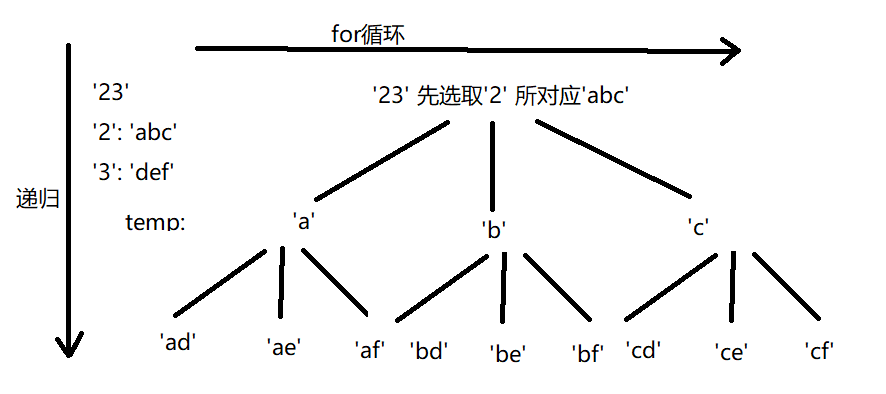 for循环
'23'
'23' 先选取'2' 所对应'abc'
'2': 'abc'
'3': 'def'
递归
temp:
'a'
'b'
'c'
'ad'
'ae'
'af'
'bd'
'be'
'bf'
'cd'
'ce'
'cf'